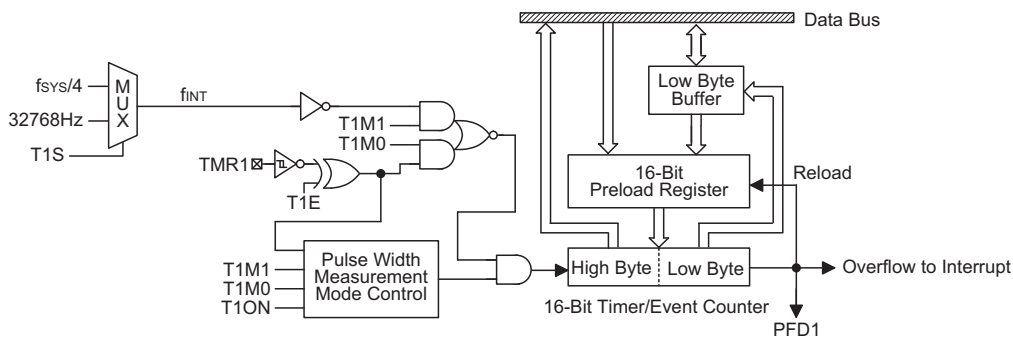 Data Bus
fSYS/4
32768Hz
T1S
MUX
fINT
T1M1
T1M0
TMR1
T1E
Low Byte
Buffer
16-Bit
Preload Register
Reload
T1M1
T1M0
T1ON
Pulse Width
Measurement
Mode Control
High Byte
Low Byte
16-Bit Timer/Event Counter
Overflow to Interrupt
PFD1